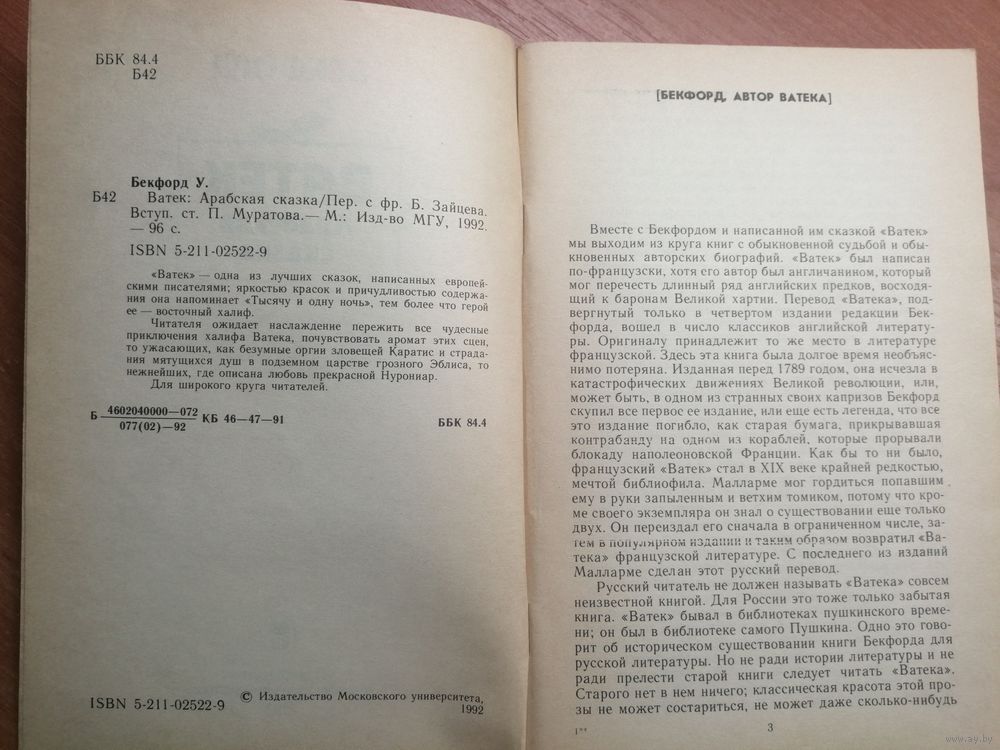 ББК 84.4
Б42
Бекфорд У.
Б42 Ватек: Арабская сказка/Пер. с фр. Б. Зайцева.
Вступ. ст. П. Муратова.— М.: Изд-во МГУ, 1992.
— 96 с.
ISBN 5-211-02522-9
«Ватек» — одна из лучших сказок, написанных европей-
скими писателями; яркостью красок и причудливостью содержа-
ния она напоминает «Тысячу и одну ночь», тем более что герой
ее — восточный халиф.
Читателя ожидает наслаждение пережить все чудесные
приключения халифа Ватека, почувствовать аромат этих сцен,
то ужасающих, как безумные оргии зловещей Каратис и страда-
ния мятущихся душ в подземном царстве грозного Эблиса, то
нежнейших, где описана любовь прекрасной Нурониар.
Для широкого круга читателей.
Б 4602040000—072
077(02)—92 КБ 46—47—91
ББК 84.4
ISBN 5-211-02522-9
© Издательство Московского университета,
1992
[БЕКФОРД, АВТОР ВАТЕКА]
Вместе с Бекфордом и написанной им сказкой «Ватек»
мы выходим из круга книг с обыкновенной судьбой и обы-
кновенных авторских биографий. «Ватек» был написан
по-французски, хотя его автор был англичанином, который
мог перечесть длинный ряд английских предков, восходя-
щий к баронам Великой хартии. Перевод «Ватека», под-
вергнутый только в четвертом издании редакции Бек-
форда, вошел в число классиков английской литерату-
ры. Оригиналу принадлежит то же место в литературе
французской. Здесь эта книга была долгое время необъяс-
нимо потеряна. Изданная перед 1789 годом, она исчезла в
катастрофических движениях Великой революции, или,
может быть, в одном из странных своих капризов Бекфорд
скупил все первое ее издание, или еще есть легенда, что все
это издание погибло, как старая бумага, прикрывавшая
контрабанду на одном из кораблей, которые прорывали
блокаду наполеоновской Франции. Как бы то ни было,
французский «Ватек» стал в XIX веке крайней редкостью,
мечтой библиофила. Малларме мог гордиться попавшим
ему в руки запыленным и ветхим томиком, потому что кро-
ме своего экземпляра он знал о существовании еще только
двух. Он переиздал его сначала в ограниченном числе, за-
тем в популярном издании и таким образом возвратил «Ва-
тека» французской литературе. С последнего из изданий
Малларме сделан этот русский перевод.
Русский читатель не должен называть «Ватека» совсем
неизвестной книгой. Для России это тоже только забытая
книга. «Ватек» бывал в библиотеках пушкинского време-
ни; он был в библиотеке самого Пушкина. Одно это гово-
рит об историческом существовании книги Бекфорда для
русской литературы. Но не ради истории литературы и не
ради прелести старой книги следует читать «Ватека».
Старого нет в нем ничего; классическая красота этой про-
зы не может состариться, не может даже сколько-нибудь
3
www.ay.by